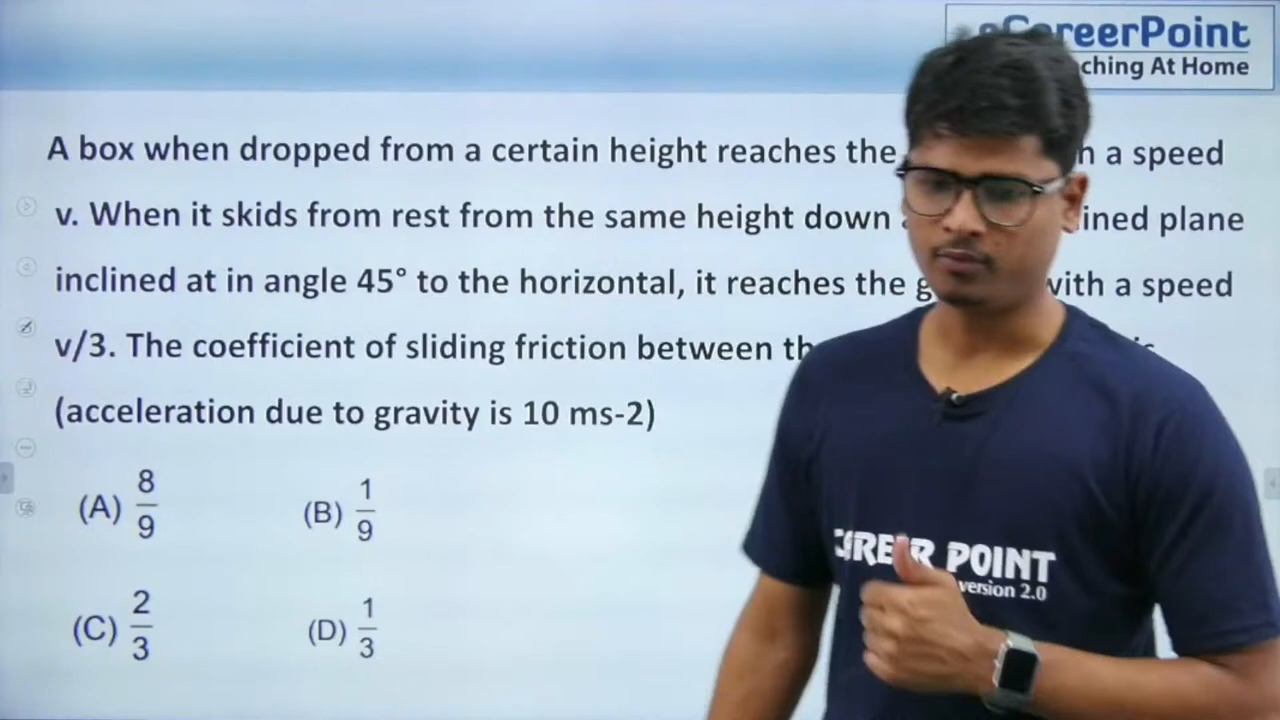 CareerPoint
ching At Home
A box when dropped from a certain height reaches the a speed
v. When it skids from rest from the same height down ined plane
inclined at in angle 45° to the horizontal, it reaches the with a speed
v/3. The coefficient of sliding friction between
(acceleration due to gravity is 10 ms-2)
(A) 8/9 (B) 1/9
(C) 2/3 (D) 1/3
CAREER POINT
version 2.0